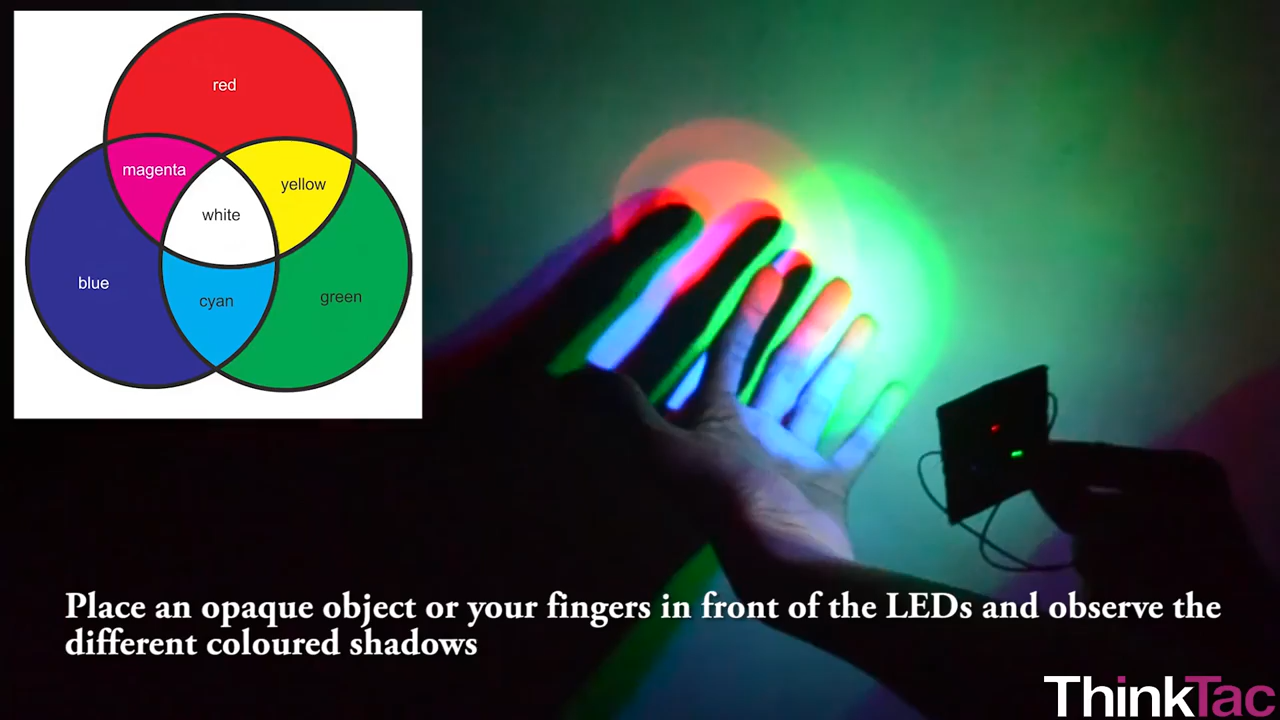 red
magenta
yellow
white
blue
cyan
green
Place an opaque object or your fingers in front of the LEDs and observe the
different coloured shadows
ThinkTac